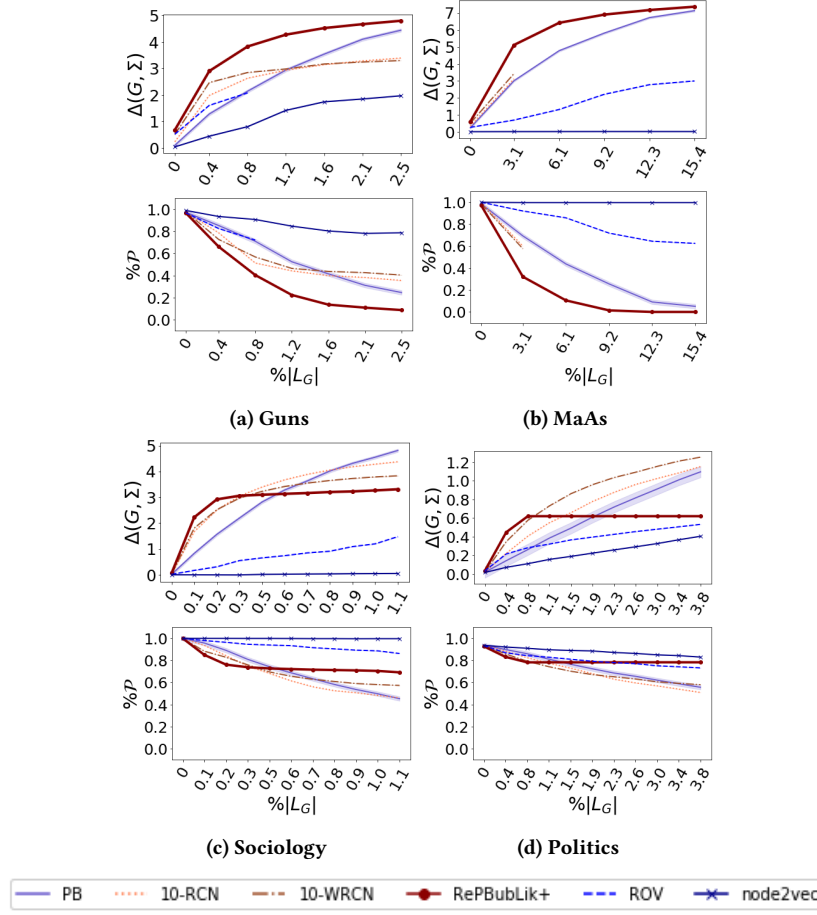 Δ(G, Σ)
5
4
3
2
1
0
0 0.4 0.8 1.2 1.6 2.1 2.5
Δ(G, Σ)
7
6
5
4
3
2
1
0
0 3.1 6.1 9.2 12.3 15.4
%𝒫
1.0
0.8
0.6
0.4
0.2
0.0
0 0.4 0.8 1.2 1.6 2.1 2.5
%|L_G|
%𝒫
1.0
0.8
0.6
0.4
0.2
0.0
0 3.1 6.1 9.2 12.3 15.4
%|L_G|
(a) Guns
(b) MaAs
Δ(G, Σ)
5
4
3
2
1
0
0 0.1 0.2 0.3 0.5 0.6 0.7 0.8 0.9 1.0 1.1
Δ(G, Σ)
1.2
1.0
0.8
0.6
0.4
0.2
0.0
0 0.4 0.8 1.1 1.5 1.9 2.3 2.6 3.0 3.4 3.8
%𝒫
1.0
0.8
0.6
0.4
0.2
0.0
0 0.1 0.2 0.3 0.5 0.6 0.7 0.8 0.9 1.0 1.1
%|L_G|
%𝒫
1.0
0.8
0.6
0.4
0.2
0.0
0 0.4 0.8 1.1 1.5 1.9 2.3 2.6 3.0 3.4 3.8
%|L_G|
(c) Sociology
(d) Politics
PB 10-RCN 10-WRCN RePBubLik+ ROV node2vec